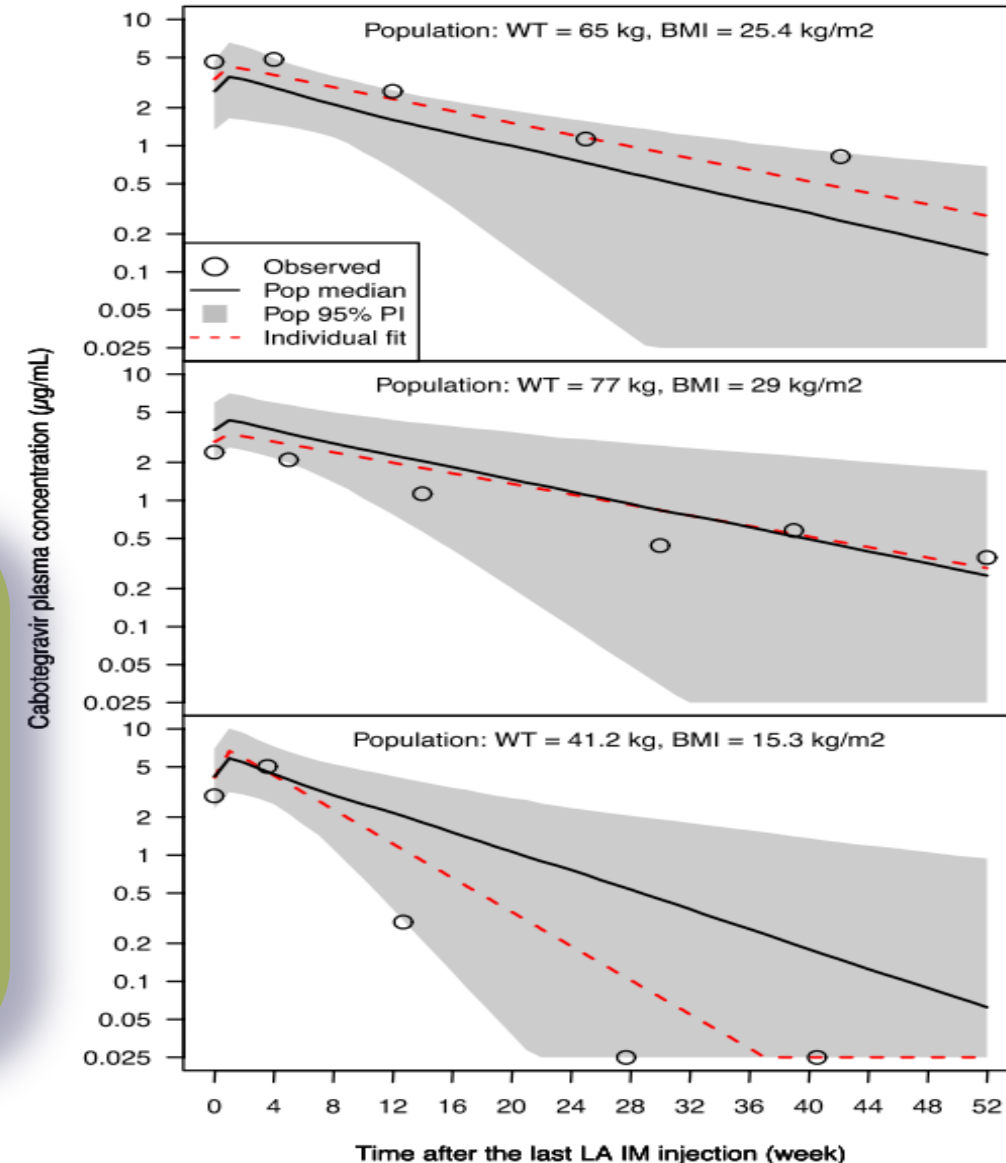 Cabotegravir plasma concentration (µg/mL)
Population: WT = 65 kg, BMI = 25.4 kg/m2
10
5
2
1
0.5
0.2
0.1
0.05
0.025
Observed
Pop median
Pop 95% PI
Individual fit
Population: WT = 77 kg, BMI = 29 kg/m2
10
5
2
1
0.5
0.2
0.1
0.05
0.025
Population: WT = 41.2 kg, BMI = 15.3 kg/m2
10
5
2
1
0.5
0.2
0.1
0.05
0.025
0 4 8 12 16 20 24 28 32 36 40 44 48 52
Time after the last LA IM injection (week)